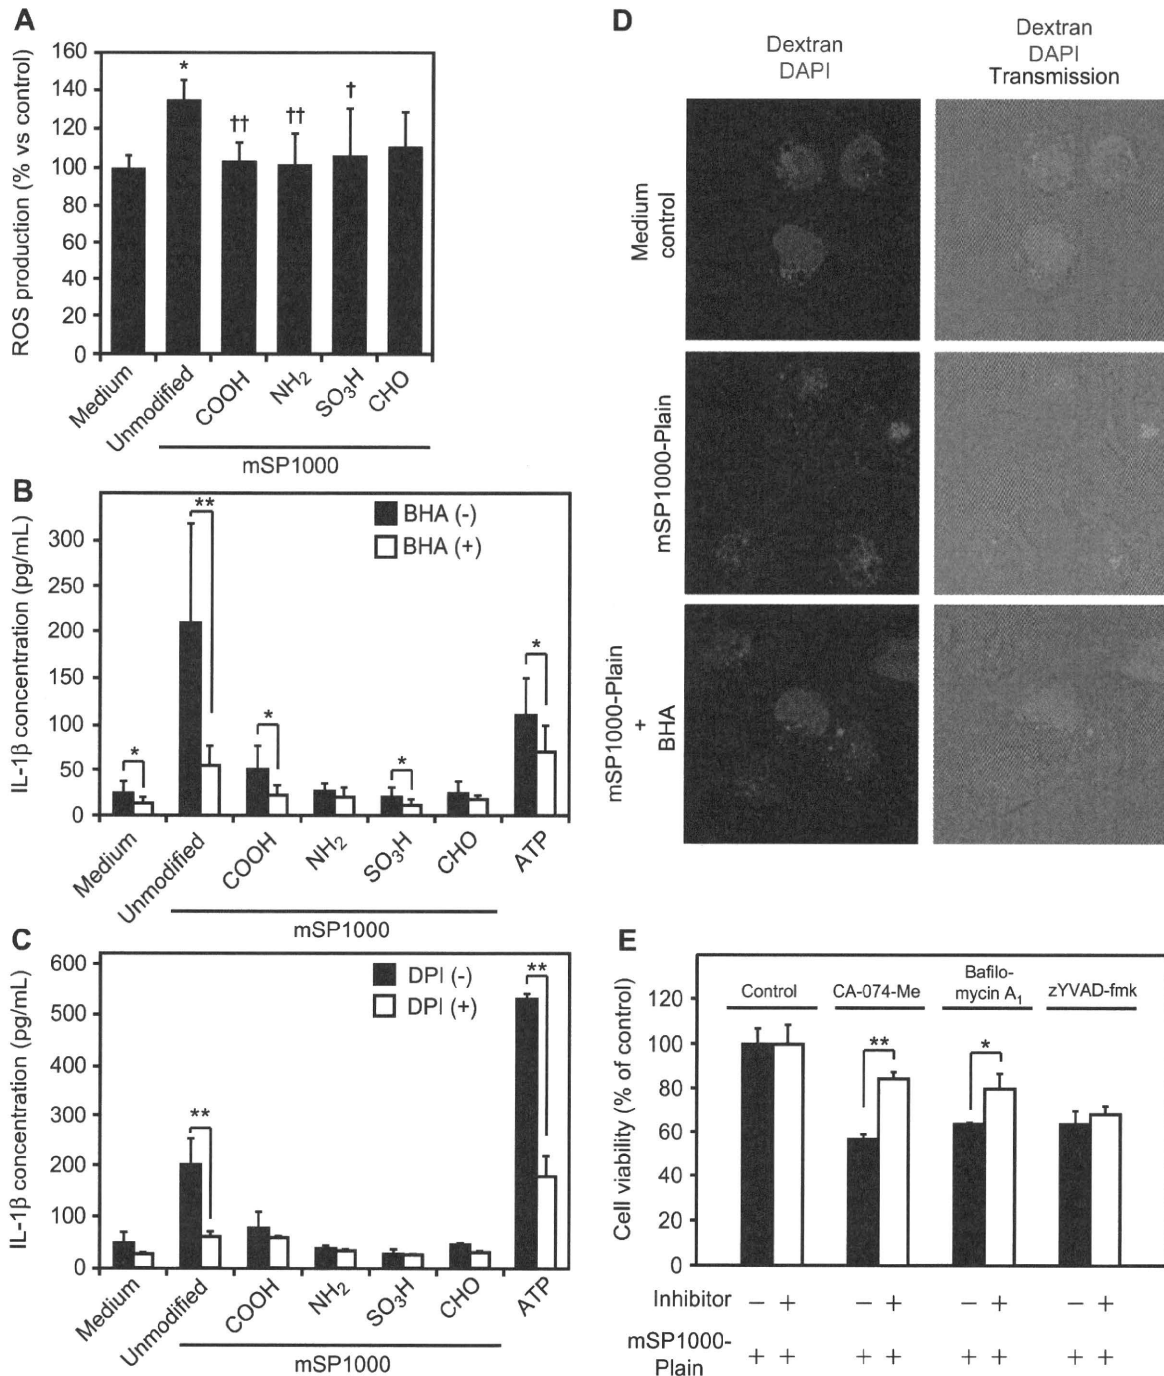 A
ROS production (% vs control)
160
140
120
100
80
60
40
20
0
*
††
††
†
Medium
Unmodified
COOH
NH2
SO3H
CHO
mSP1000
B
IL-1β concentration (pg/mL)
300
250
200
150
100
50
0
BHA (-)
BHA (+)
*
**
*
*
*
Medium
Unmodified
COOH
NH2
SO3H
CHO
ATP
mSP1000
C
IL-1β concentration (pg/mL)
600
500
400
300
200
100
0
DPI (-)
DPI (+)
**
**
Medium
Unmodified
COOH
NH2
SO3H
CHO
ATP
mSP1000
D
Dextran
DAPI
Dextran
DAPI
Transmission
Medium
control
mSP1000-Plain
mSP1000-Plain
+
BHA
E
Cell viability (% of control)
120
100
80
60
40
20
0
Control
CA-074-Me
Bafilo-
mycin A1
zYVAD-fmk
**
*
Inhibitor
− + − + − + − +
mSP1000-
Plain
+ + + + + + + +